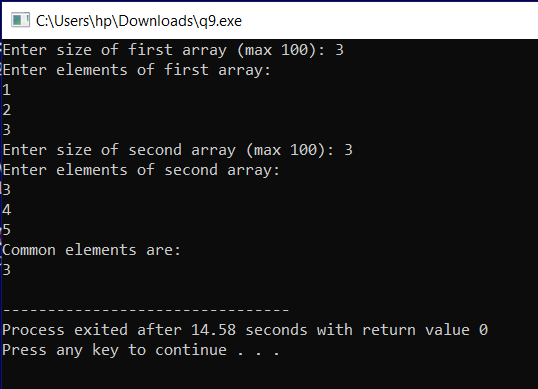 C:\Users\hp\Downloads\q9.exe
Enter size of first array (max 100): 3
Enter elements of first array:
1
2
3
Enter size of second array (max 100): 3
Enter elements of second array:
3
4
5
Common elements are:
3
--------------------------------
Process exited after 14.58 seconds with return value 0
Press any key to continue . . .